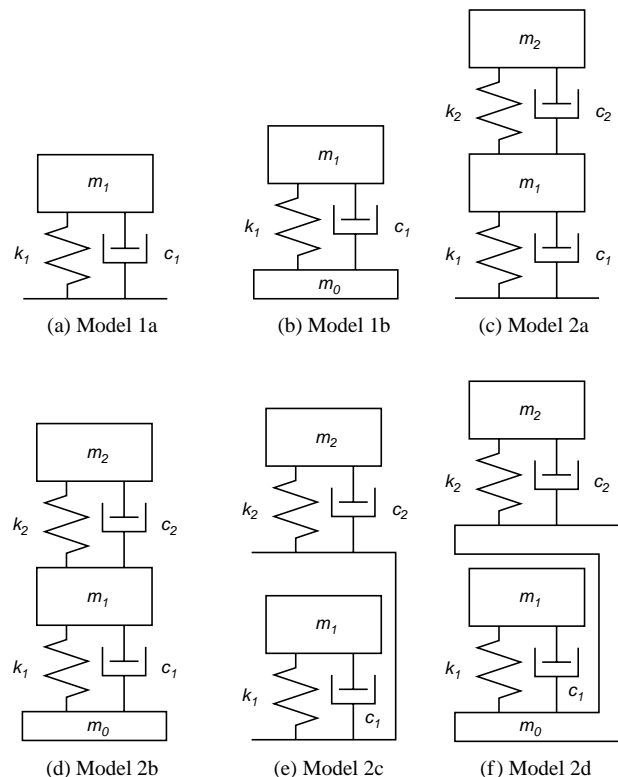 m2
k2
c2
m1
m1
m1
k1
c1
k1
c1
k1
c1
m0
(a) Model 1a
(b) Model 1b
(c) Model 2a
m2
m2
m2
k2
c2
k2
c2
k2
c2
m1
m1
m1
k1
c1
k1
c1
k1
c1
m0
m0
(d) Model 2b
(e) Model 2c
(f) Model 2d